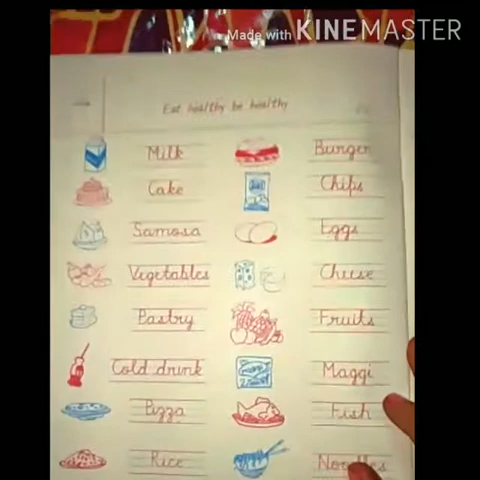 Made with KINEMASTER
Eat healthy be healthy
Milk Burger
Cake Chips
Samosa Eggs
Vegetables Cheese
Pastry Fruits
Cold drink Maggi
Pizza Fish
Rice Noodles